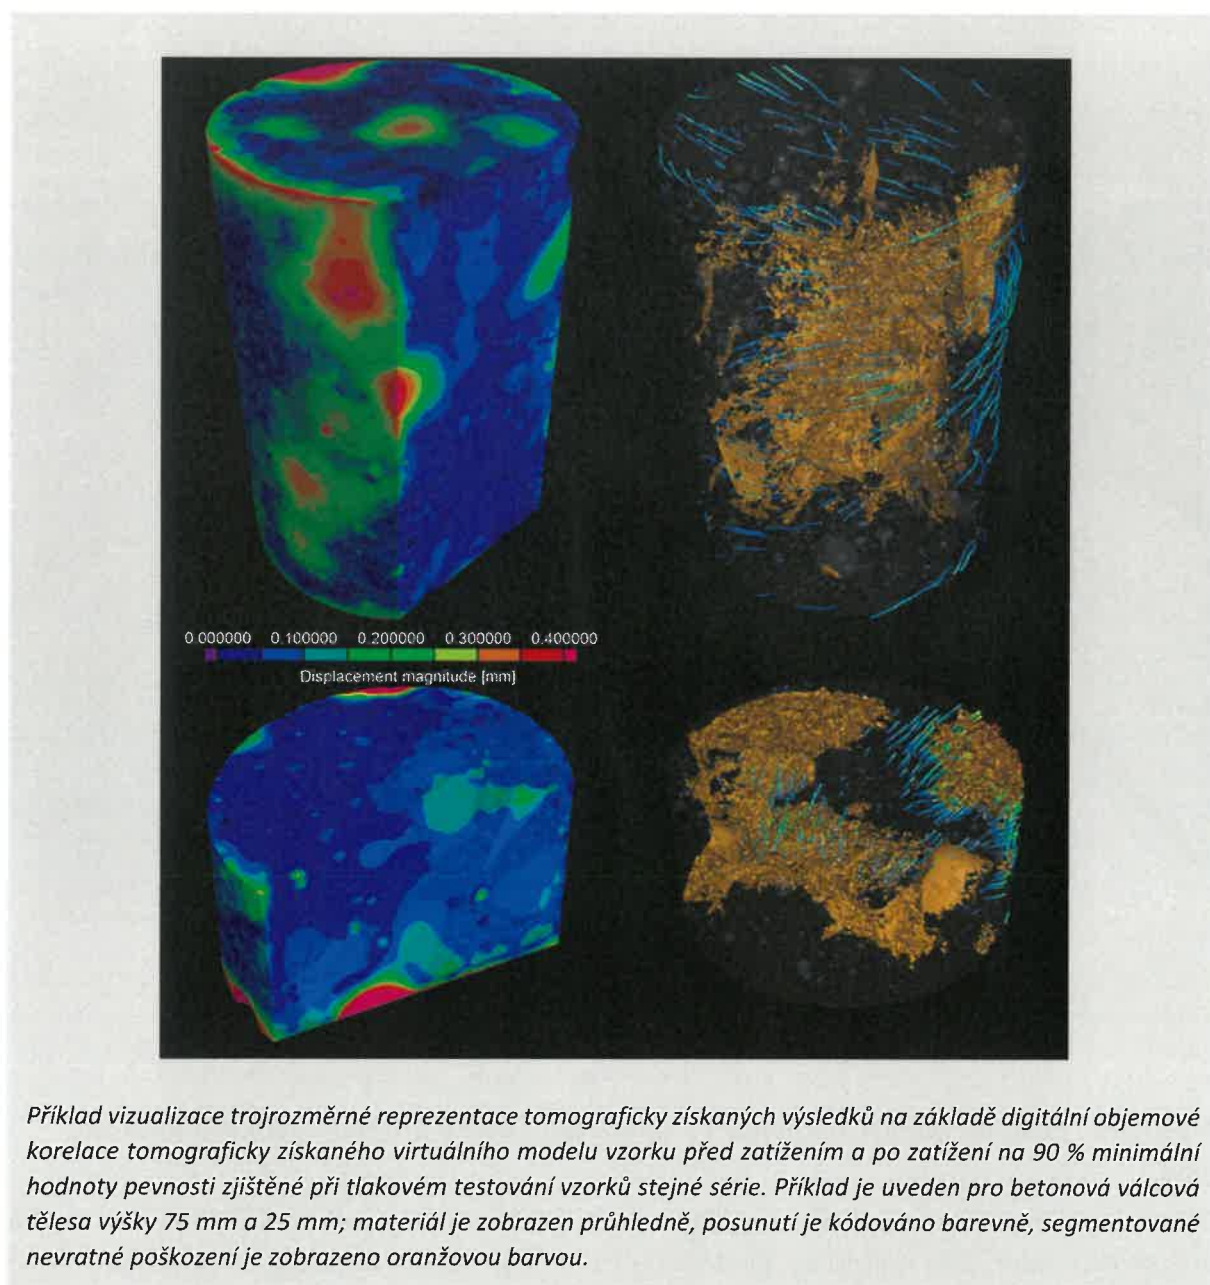 0.000000 0.100000 0.200000 0.300000 0.400000
Displacement magnitude [mm]
Příklad vizualizace trojrozměrné reprezentace tomograficky získaných výsledků na základě digitální objemové
korelace tomograficky získaného virtuálního modelu vzorku před zatížením a po zatížení na 90 % minimální
hodnoty pevnosti zjištěné při tlakovém testování vzorků stejné série. Příklad je uveden pro betonová válcová
tělesa výšky 75 mm a 25 mm; materiál je zobrazen průhledně, posunutí je kódováno barevně, segmentované
nevratné poškození je zobrazeno oranžovou barvou.